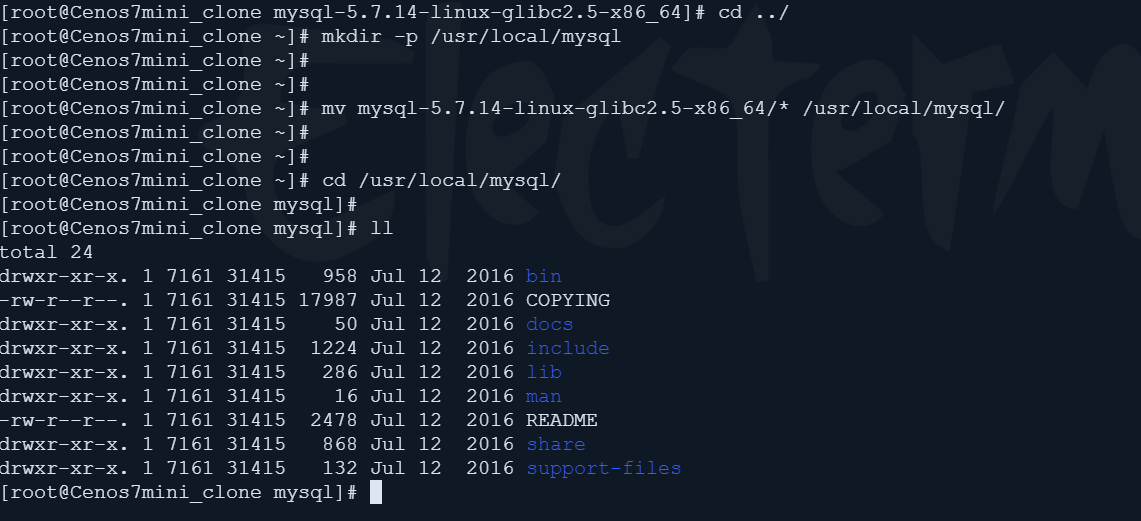 [root@Cenos7mini_clone mysql-5.7.14-linux-glibc2.5-x86_64]# cd ../
[root@Cenos7mini_clone ~]# mkdir -p /usr/local/mysql
[root@Cenos7mini_clone ~]#
[root@Cenos7mini_clone ~]#
[root@Cenos7mini_clone ~]# mv mysql-5.7.14-linux-glibc2.5-x86_64/* /usr/local/mysql/
[root@Cenos7mini_clone ~]#
[root@Cenos7mini_clone ~]#
[root@Cenos7mini_clone ~]# cd /usr/local/mysql/
[root@Cenos7mini_clone mysql]#
[root@Cenos7mini_clone mysql]# ll
total 24
drwxr-xr-x. 1 7161 31415   958 Jul 12  2016 bin
-rw-r--r--. 1 7161 31415 17987 Jul 12  2016 COPYING
drwxr-xr-x. 1 7161 31415    50 Jul 12  2016 docs
drwxr-xr-x. 1 7161 31415  1224 Jul 12  2016 include
drwxr-xr-x. 1 7161 31415   286 Jul 12  2016 lib
drwxr-xr-x. 1 7161 31415    16 Jul 12  2016 man
-rw-r--r--. 1 7161 31415  2478 Jul 12  2016 README
drwxr-xr-x. 1 7161 31415   868 Jul 12  2016 share
drwxr-xr-x. 1 7161 31415   132 Jul 12  2016 support-files
[root@Cenos7mini_clone mysql]#
Electerm